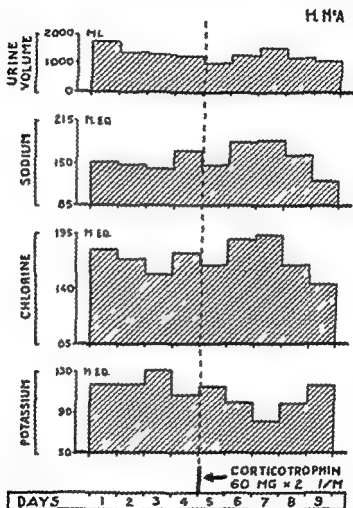 H. McA
URINE VOLUME
2000
1000
0
ML
SODIUM
215
150
85
M.EQ.
CHLORINE
195
140
85
M.EQ.
POTASSIUM
130
90
50
M.EQ.
CORTICOTROPHIN
60 MG × 2 I/M
DAYS 1 2 3 4 5 6 7 8 9